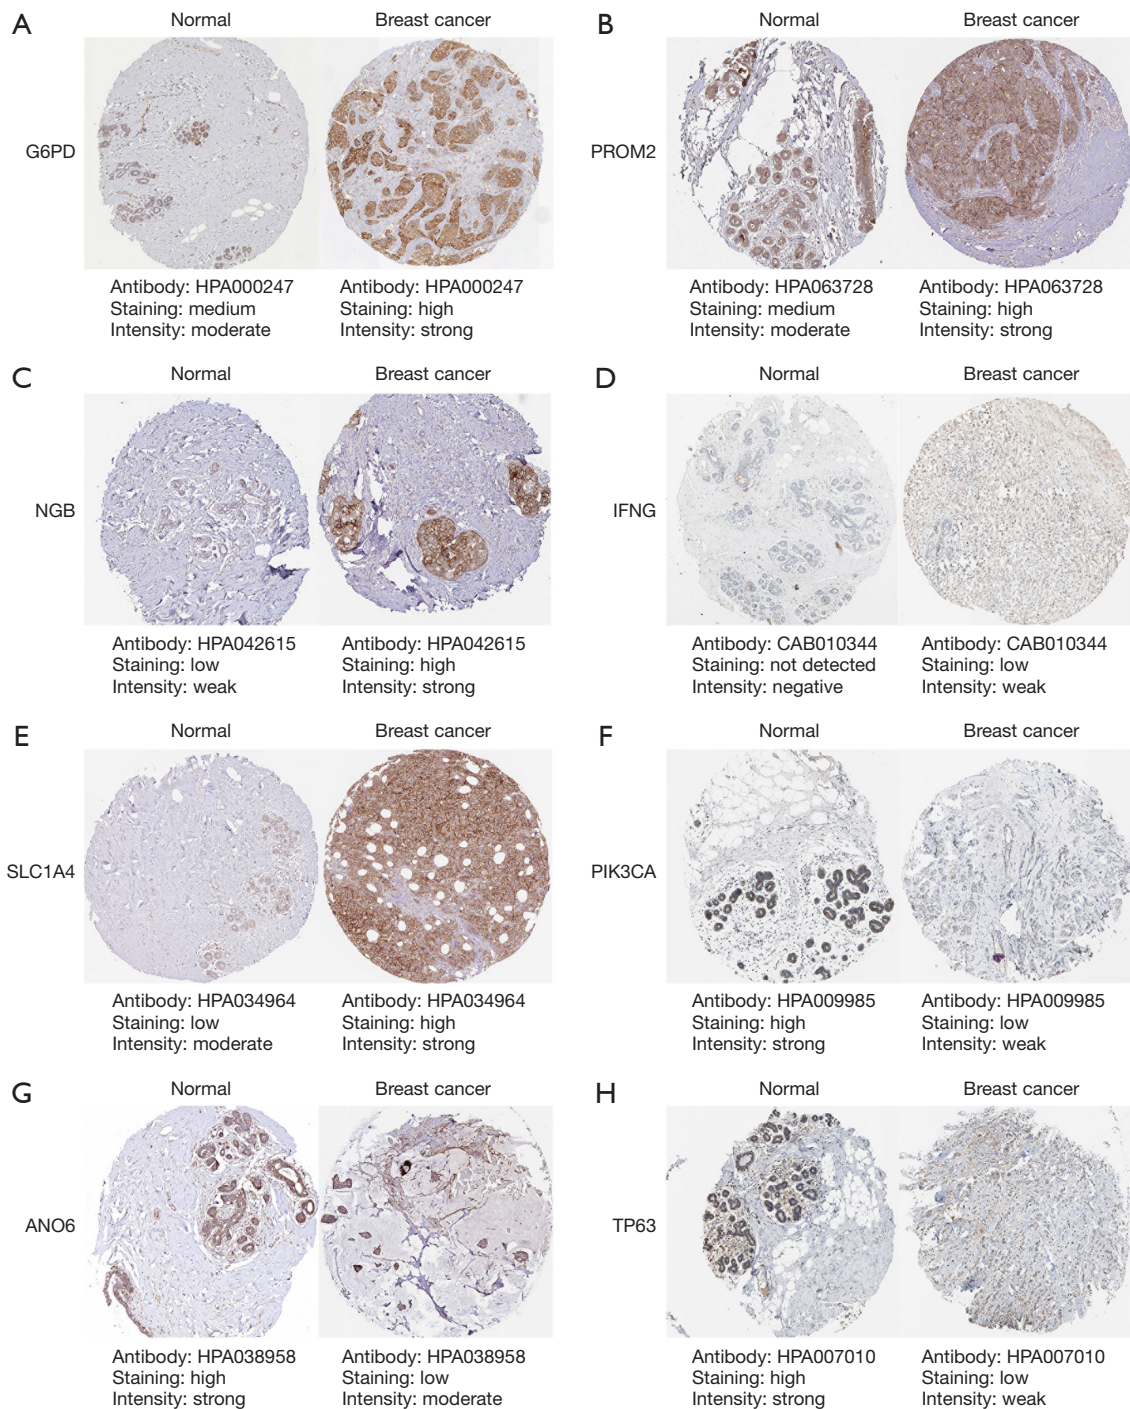 A
Normal
Breast cancer
G6PD
Antibody: HPA000247
Staining: medium
Intensity: moderate
Antibody: HPA000247
Staining: high
Intensity: strong
B
Normal
Breast cancer
PROM2
Antibody: HPA063728
Staining: medium
Intensity: moderate
Antibody: HPA063728
Staining: high
Intensity: strong
C
Normal
Breast cancer
NGB
Antibody: HPA042615
Staining: low
Intensity: weak
Antibody: HPA042615
Staining: high
Intensity: strong
D
Normal
Breast cancer
IFNG
Antibody: CAB010344
Staining: not detected
Intensity: negative
Antibody: CAB010344
Staining: low
Intensity: weak
E
Normal
Breast cancer
SLC1A4
Antibody: HPA034964
Staining: low
Intensity: moderate
Antibody: HPA034964
Staining: high
Intensity: strong
F
Normal
Breast cancer
PIK3CA
Antibody: HPA009985
Staining: high
Intensity: strong
Antibody: HPA009985
Staining: low
Intensity: weak
G
Normal
Breast cancer
ANO6
Antibody: HPA038958
Staining: high
Intensity: strong
Antibody: HPA038958
Staining: low
Intensity: moderate
H
Normal
Breast cancer
TP63
Antibody: HPA007010
Staining: high
Intensity: strong
Antibody: HPA007010
Staining: low
Intensity: weak